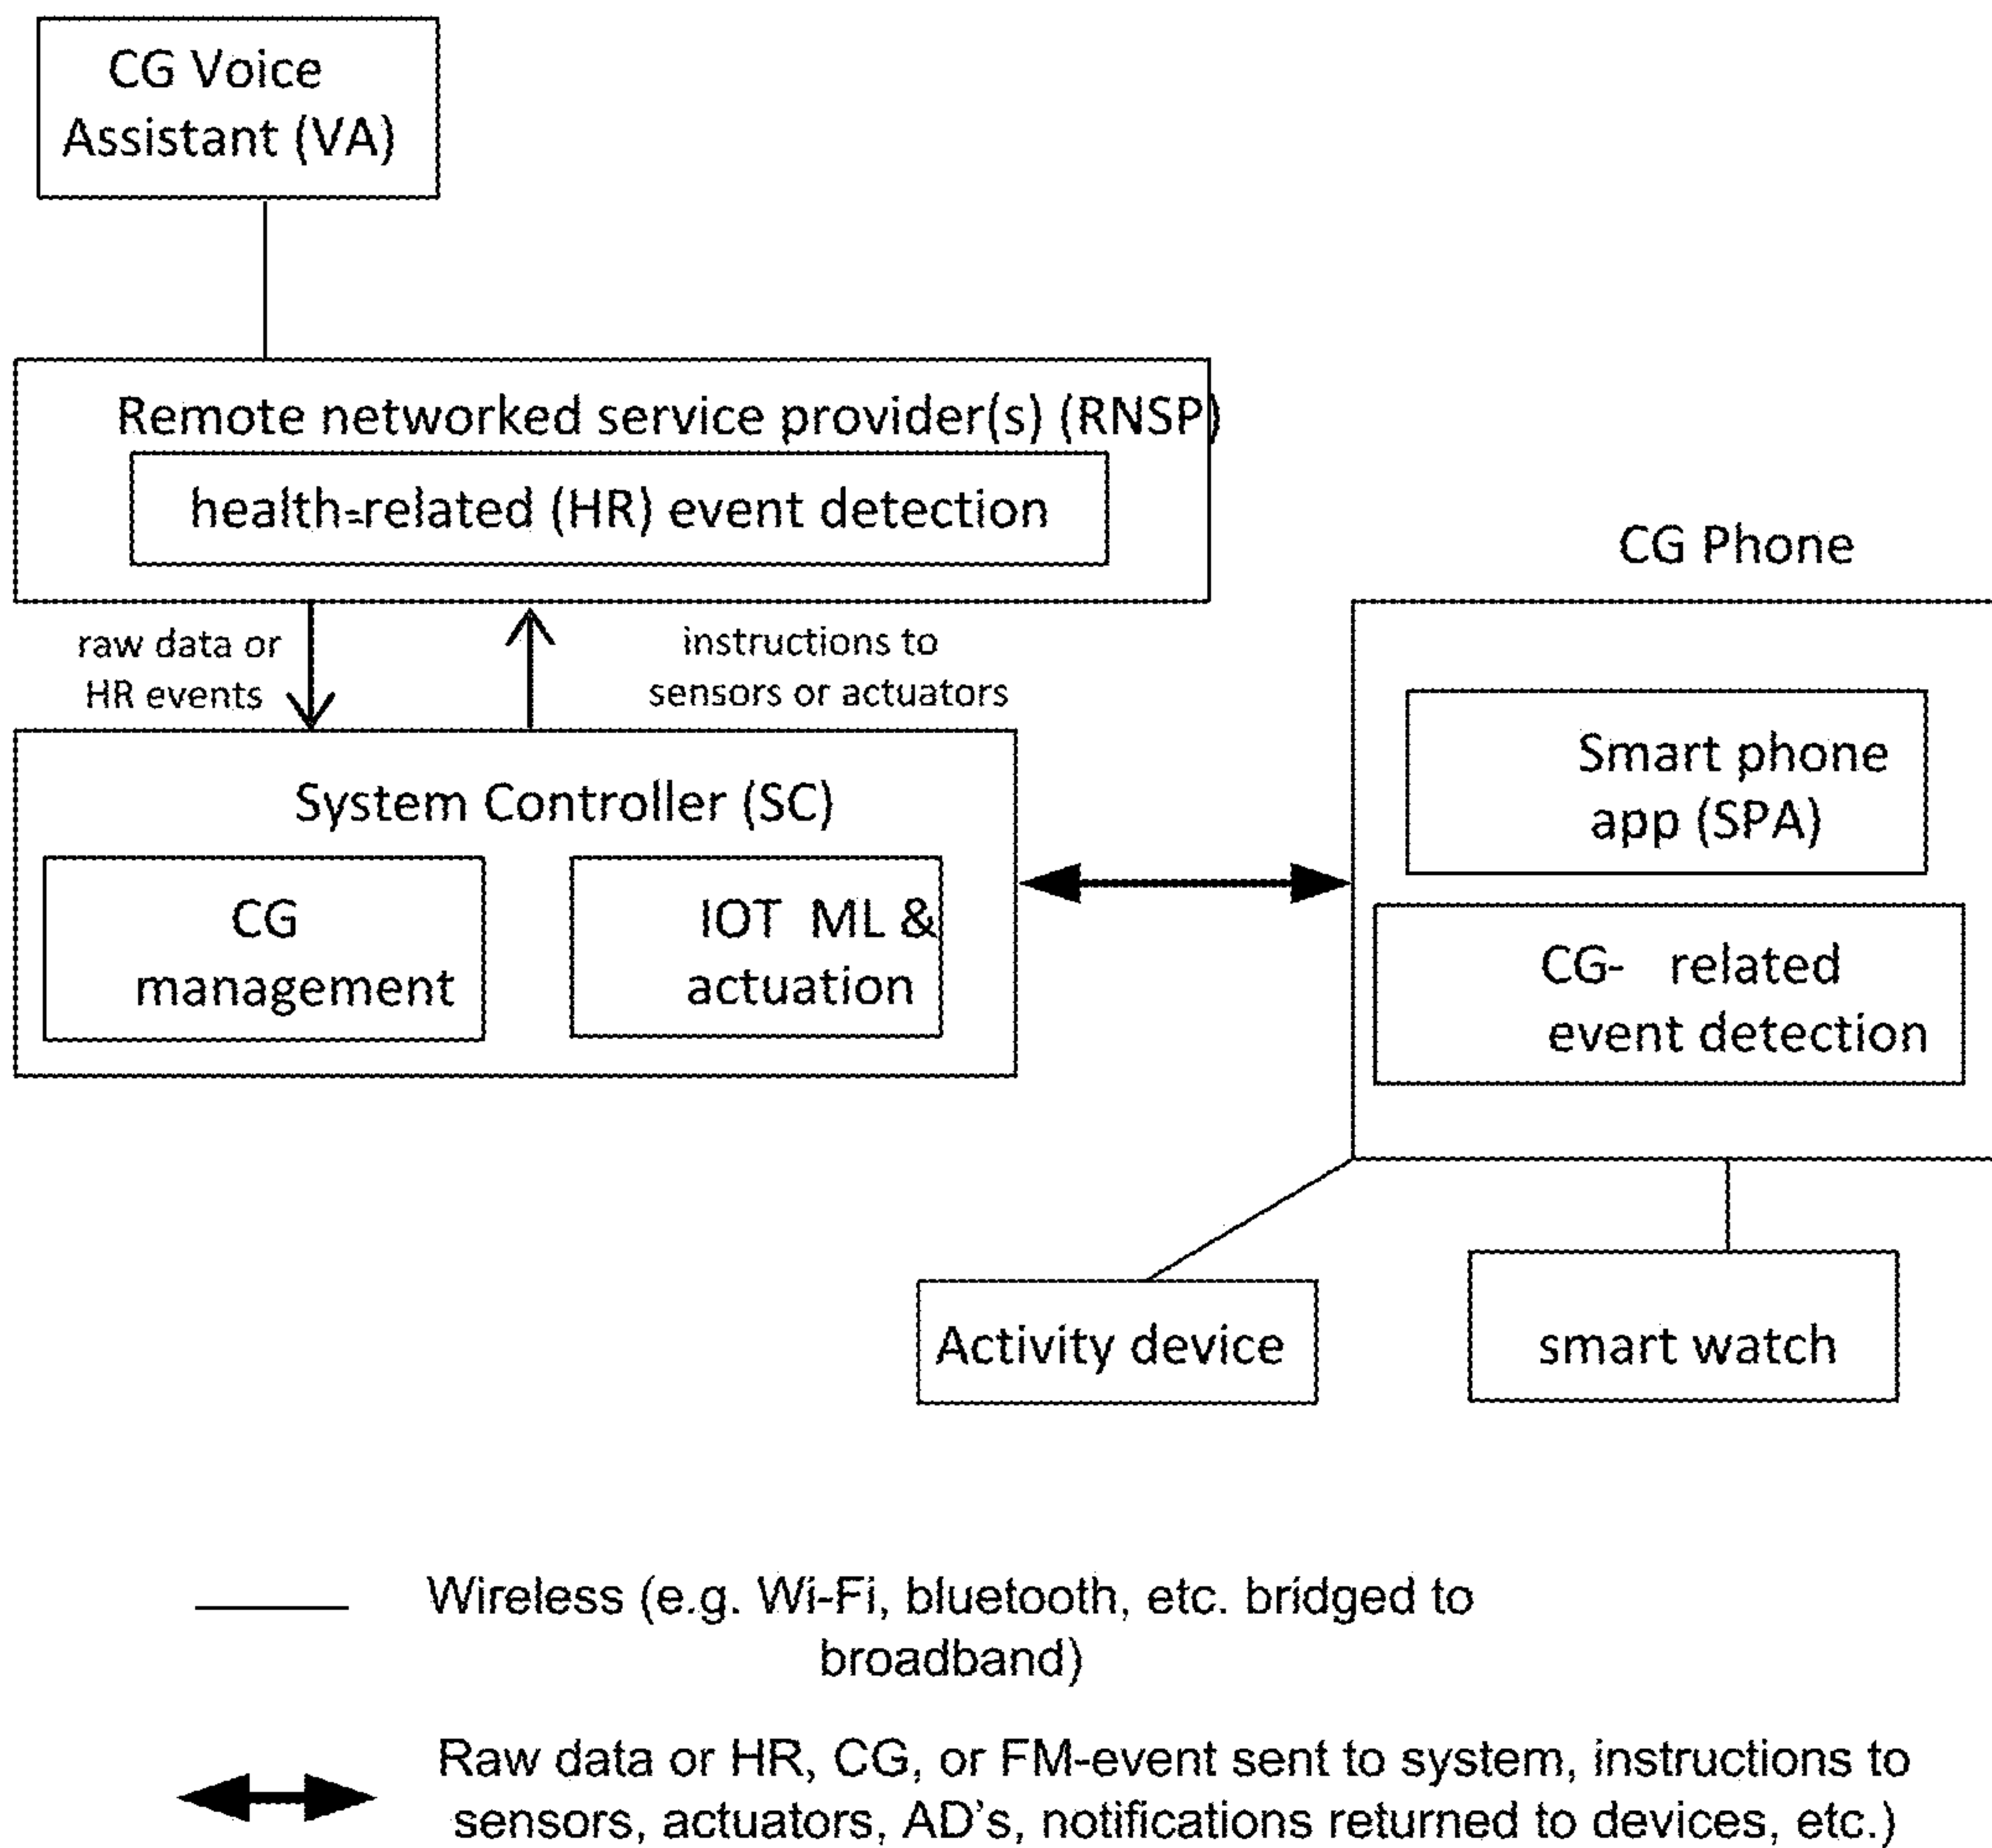 CG Voice
Assistant (VA)
Remote networked service provider(s) (RNSP)
health-related (HR) event detection
raw data or
HR events
instructions to
sensors or actuators
System Controller (SC)
CG
management
IOT ML &
actuation
CG Phone
Smart phone
app (SPA)
CG- related
event detection
Activity device
smart watch
Wireless (e.g. Wi-Fi, bluetooth, etc. bridged to
broadband)
Raw data or HR, CG, or FM-event sent to system, instructions to
sensors, actuators, AD's, notifications returned to devices, etc.)